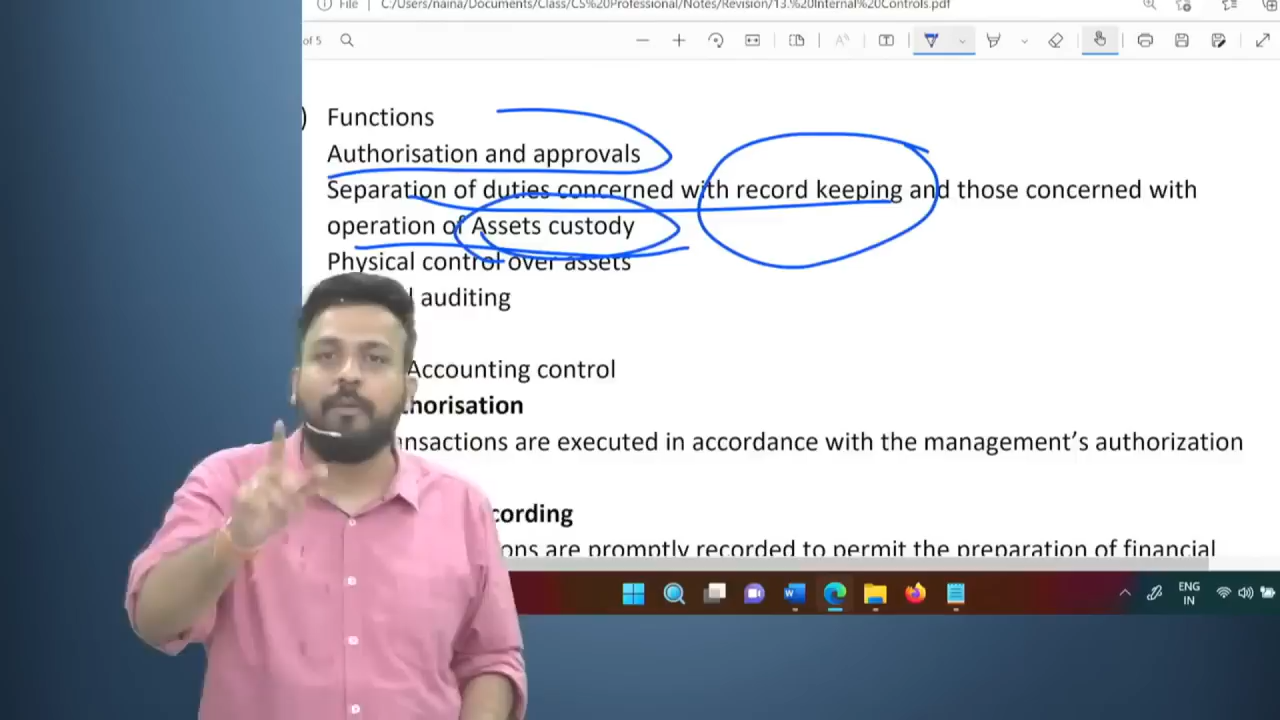 File C:/Users/naina/Documents/Class/CS%20Professional/Notes/Revision/13.%20Internal%20Controls.pdf
of 5
) Functions
Authorisation and approvals
Separation of duties concerned with record keeping and those concerned with
operation of Assets custody
Physical control over assets
auditing
Accounting control
horisation
ansactions are executed in accordance with the management's authorization
cording
ons are promptly recorded to permit the preparation of financial
ENG
IN